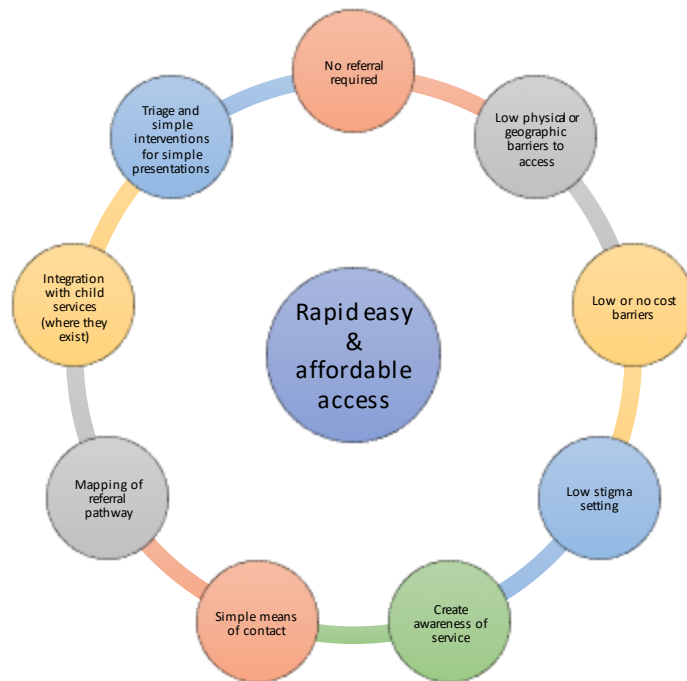 No referral
required
Low physical or
geographic
barriers to
access
Low or no cost
barriers
Low stigma
setting
Create
awareness of
service
Simple means
of contact
Mapping of
referral
pathway
Integration
with child
services
(where they
exist)
Triage and
simple
interventions
for simple
presentations
Rapid easy
&
affordable
access